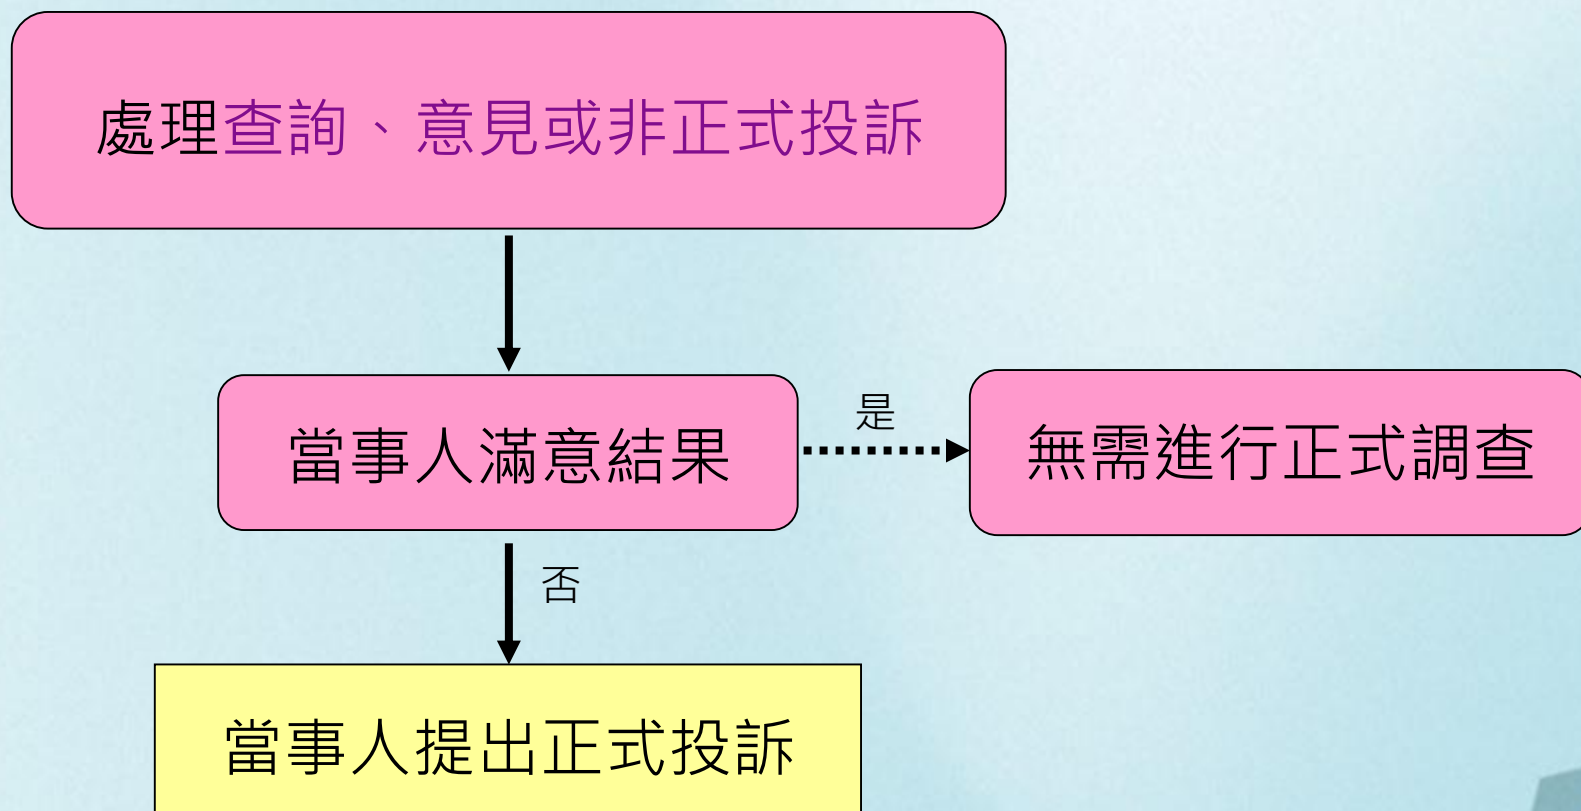 處理查詢、意見或非正式投訴
當事人滿意結果
是
無需進行正式調查
否
當事人提出正式投訴